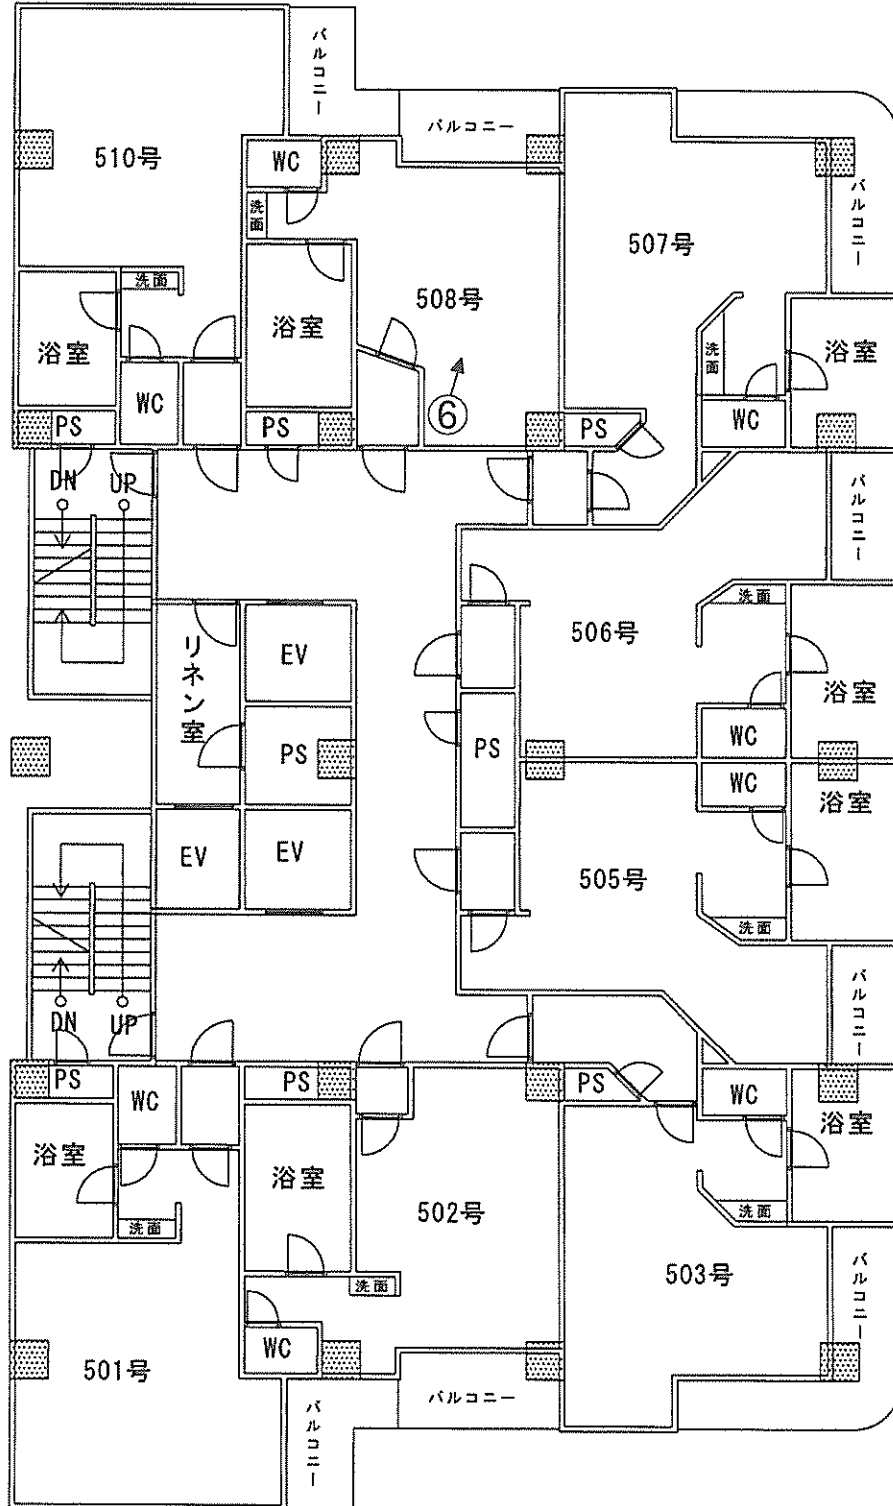 バルコニー
バルコニー
510号
WC
洗面
507号
バルコニー
508号
洗面
浴室
浴室
洗面
浴室
WC
⑥
WC
PS
PS
PS
DN
UP
バルコニー
洗面
506号
EV
リネン室
浴室
WC
PS
PS
WC
浴室
EV
EV
505号
洗面
バルコニー
DN
UP
PS
WC
PS
PS
WC
浴室
浴室
浴室
502号
洗面
洗面
503号
洗面
バルコニー
WC
501号
バルコニー
バルコニー